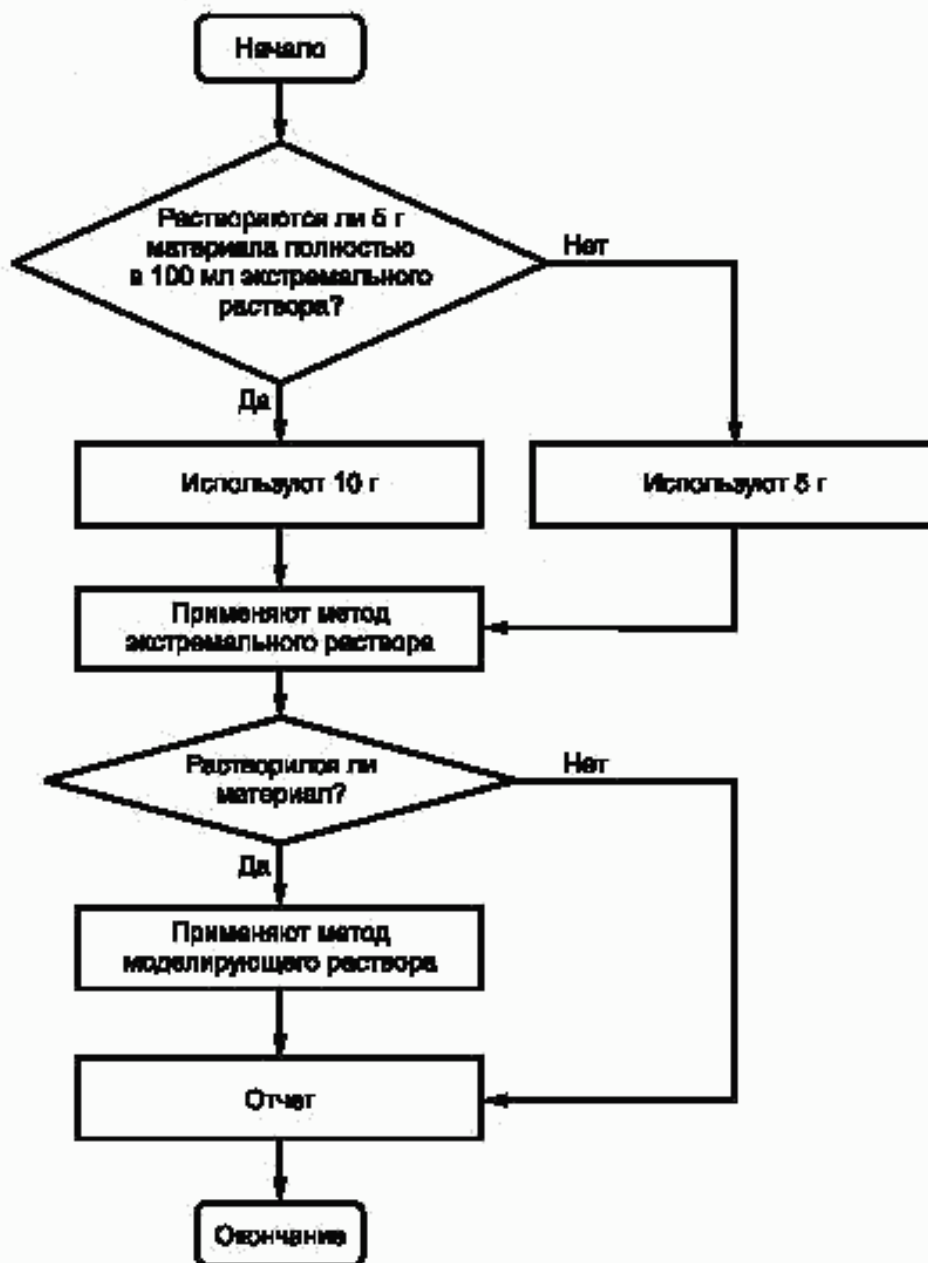 Начало
Растворяются ли 5 г
материала полностью
в 100 мл экстремального
раствора?
Нет
Да
Используют 10 г
Используют 5 г
Применяют метод
экстремального раствора
Растворился ли
материал?
Нет
Да
Применяют метод
моделирующего раствора
Отчет
Окончание